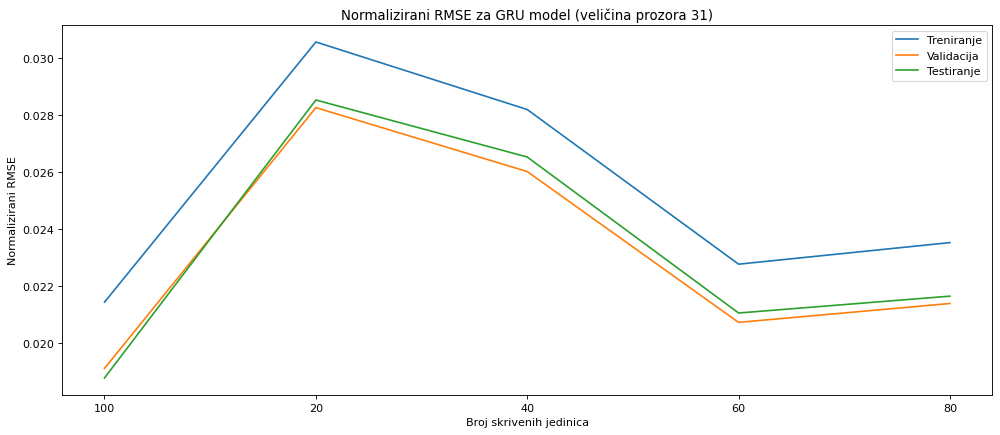 Normalizirani RMSE za GRU model (veličina prozora 31)
Treniranje
Validacija
Testiranje
Normalizirani RMSE
0.030
0.028
0.026
0.024
0.022
0.020
100
20
40
60
80
Broj skrivenih jedinica